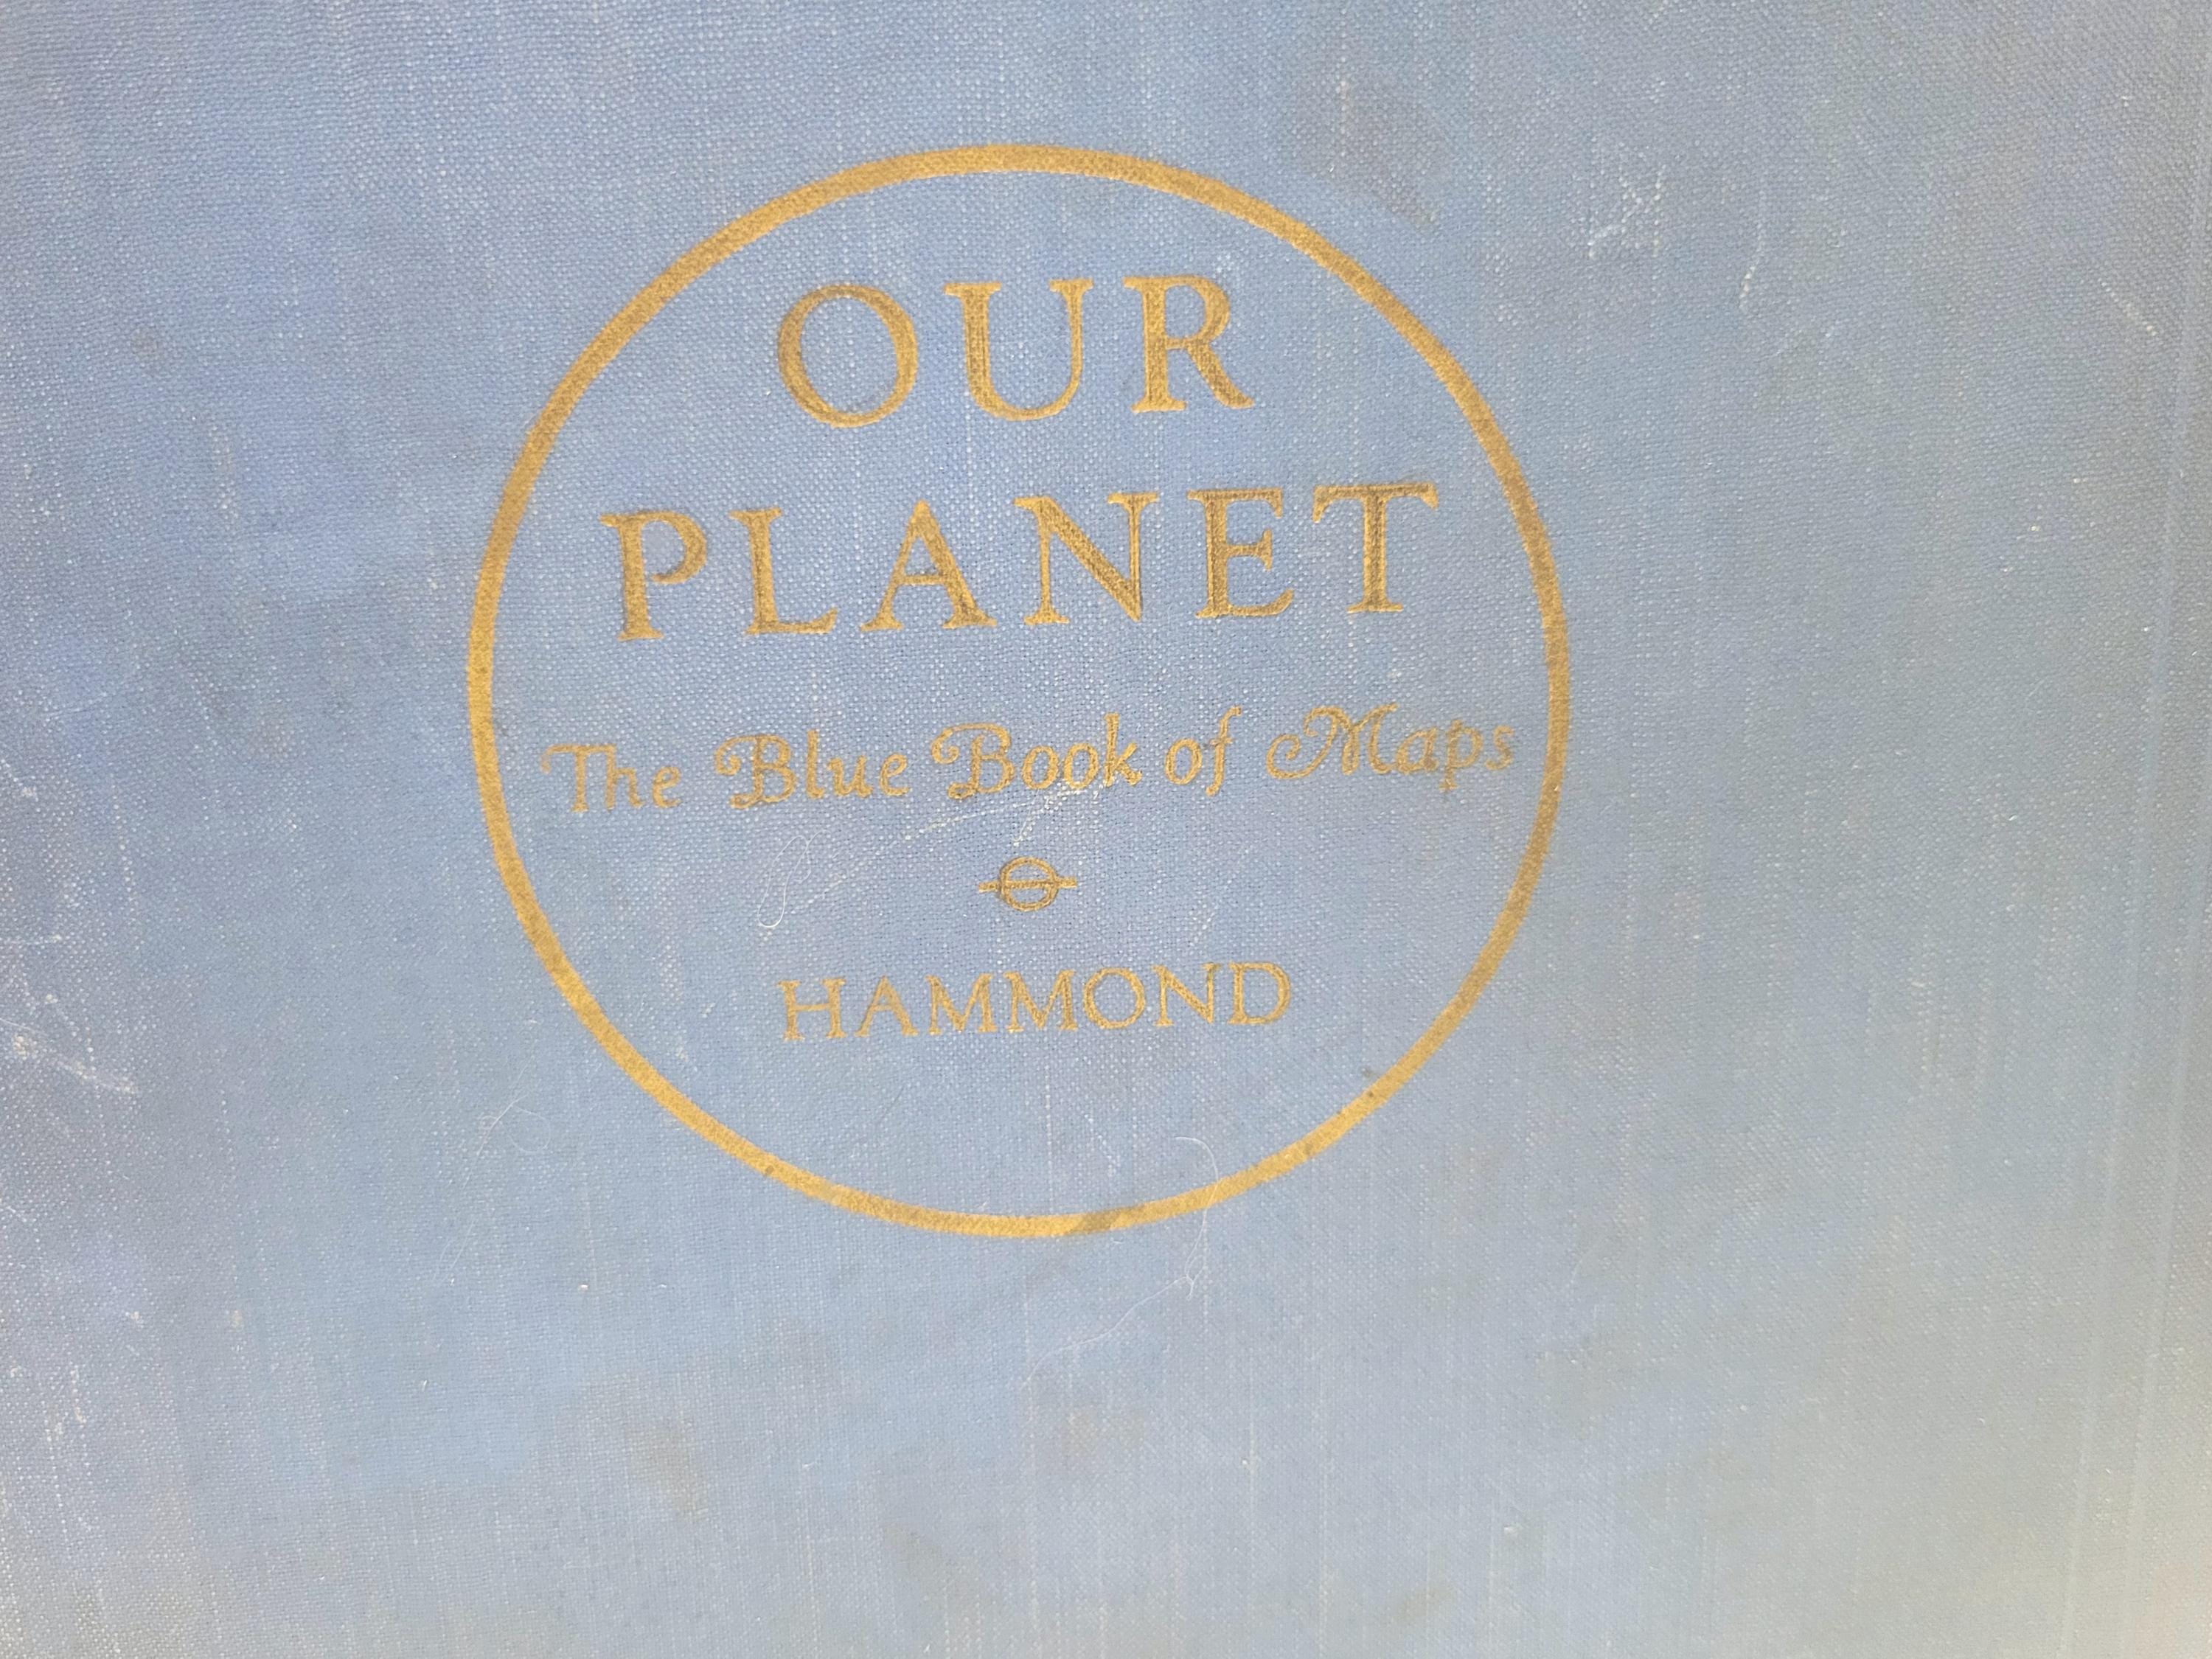 OUR
PLANET
The Blue Book of Maps
HAMMOND